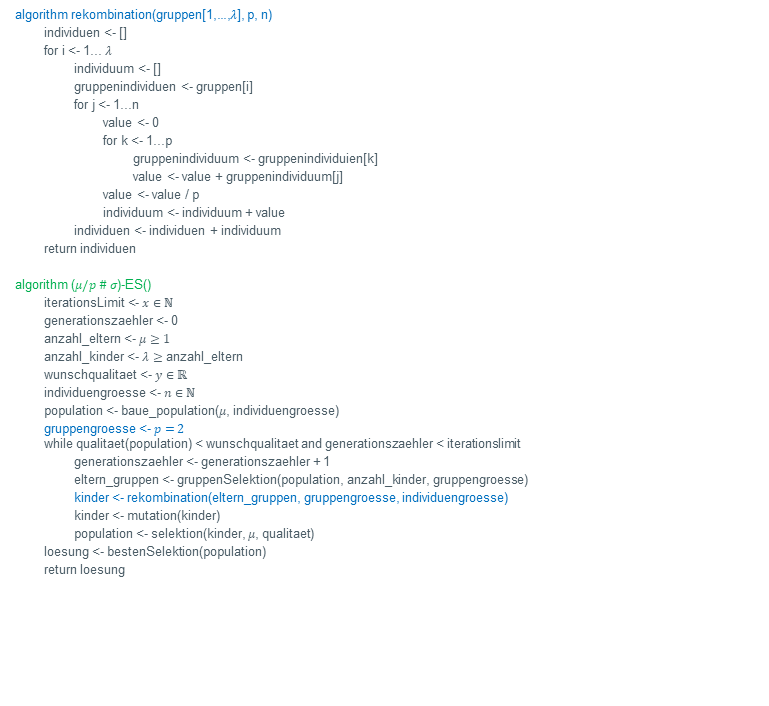 algorithm rekombination(gruppen[1,...,λ], p, n)
individuen <- []
for i <- 1... λ
individuum <- []
gruppenindividuen <- gruppen[i]
for j <- 1...n
value <- 0
for k <- 1...p
gruppenindividuum <- gruppenindividuien[k]
value <- value + gruppenindividuum[j]
value <- value / p
individuum <- individuum + value
individuen <- individuen + individuum
return individuen
algorithm (μ/p # σ)-ES()
iterationsLimit <- x ∈ ℕ
generationszaehler <- 0
anzahl_eltern <- μ ≥ 1
anzahl_kinder <- λ ≥ anzahl_eltern
wunschqualitaet <- y ∈ ℝ
individuengroesse <- n ∈ ℕ
population <- baue_population(μ, individuengroesse)
gruppengroesse <- p = 2
while qualitaet(population) < wunschqualitaet and generationszaehler < iterationslimit
generationszaehler <- generationszaehler + 1
eltern_gruppen <- gruppenSelektion(population, anzahl_kinder, gruppengroesse)
kinder <- rekombination(eltern_gruppen, gruppengroesse, individuengroesse)
kinder <- mutation(kinder)
population <- selektion(kinder, μ, qualitaet)
loesung <- bestenSelektion(population)
return loesung